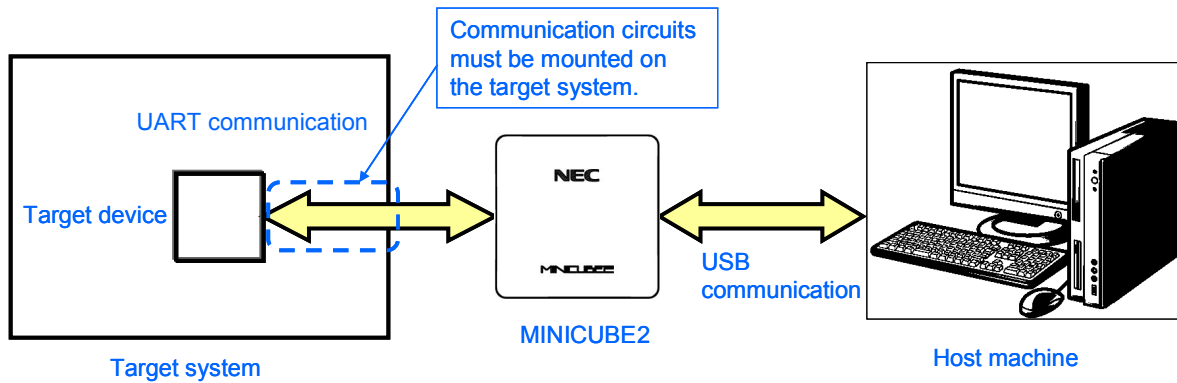 Communication circuits
must be mounted on
the target system.
UART communication
Target device
NEC
MINICUBE2
USB
communication
MINICUBE2
Target system
Host machine